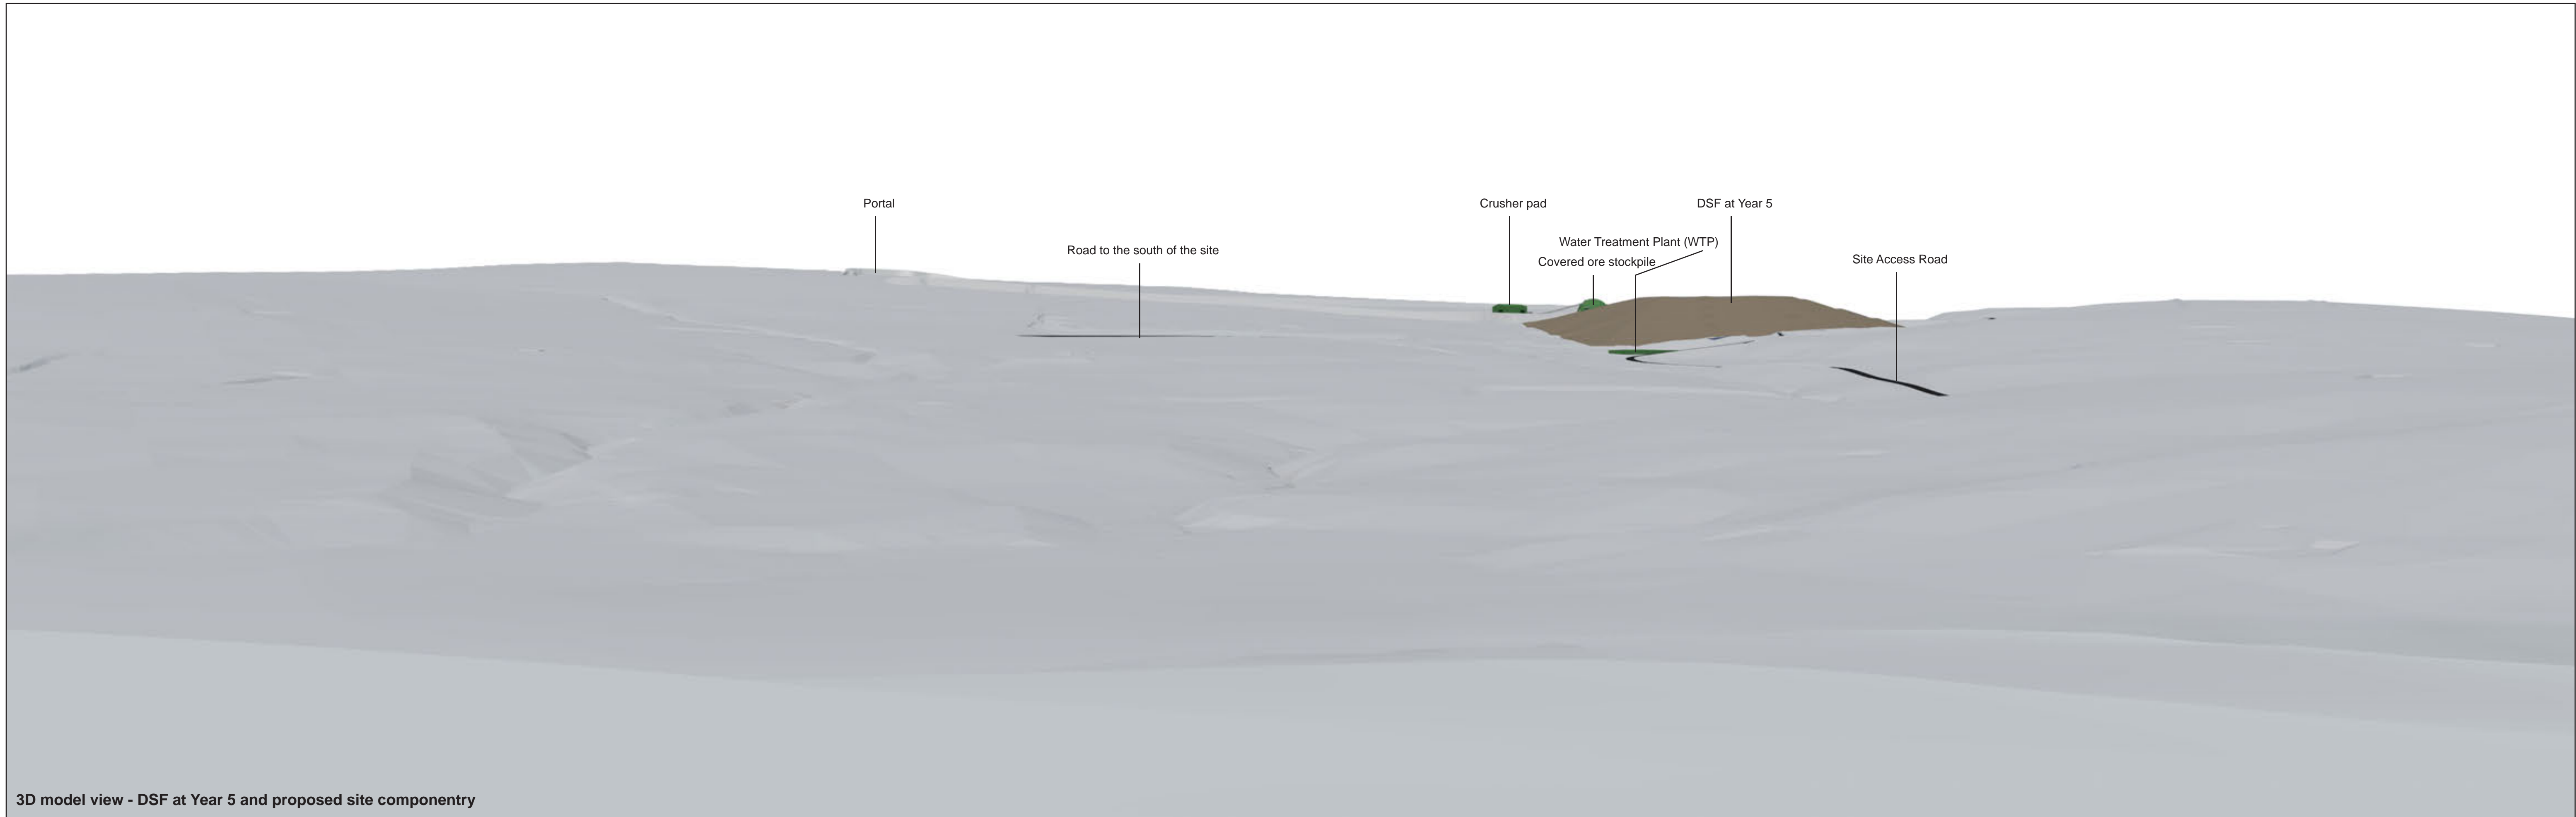 Portal
Crusher pad
DSF at Year 5
Water Treatment Plant (WTP)
Road to the south of the site
Covered ore stockpile
Site Access Road
3D model view - DSF at Year 5 and proposed site componentry